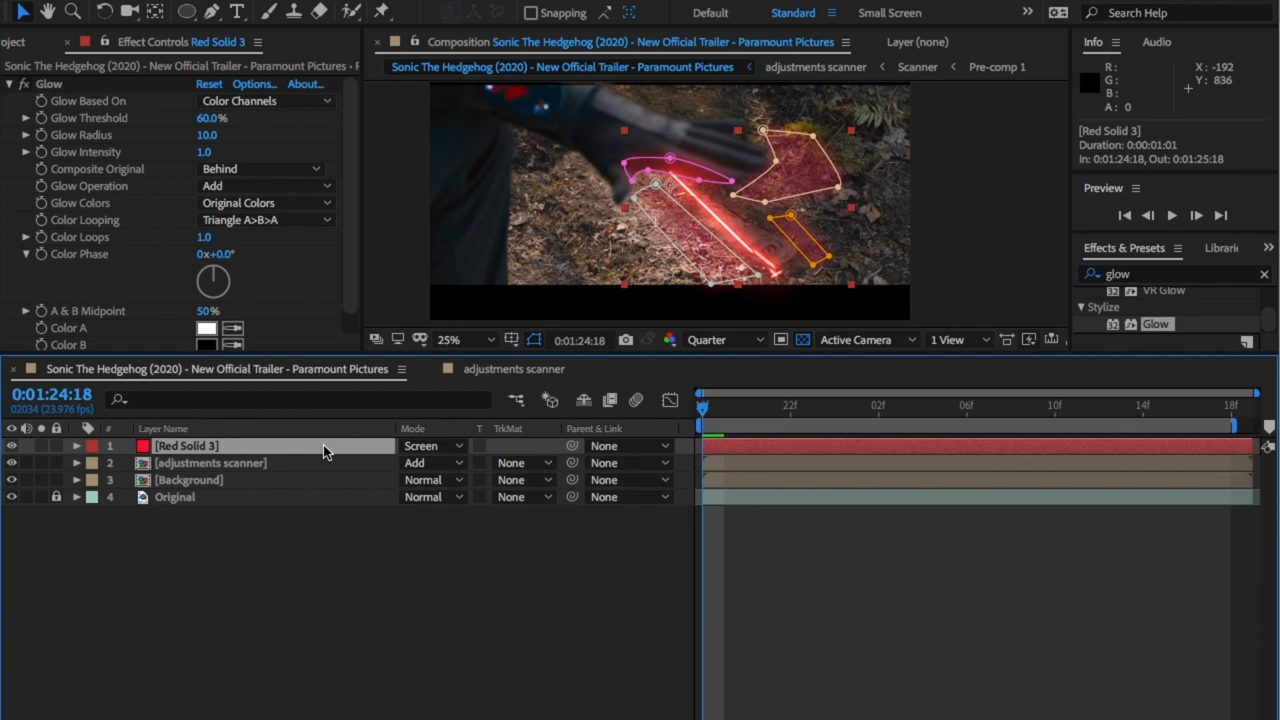 Snapping
Default
Standard
Small Screen
Search Help
oject
Effect Controls Red Solid 3
Composition Sonic The Hedgehog (2020) - New Official Trailer - Paramount Pictures
Layer (none)
Info
Audio
Sonic The Hedgehog (2020) - New Official Trailer - Paramount Pictures - F
Sonic The Hedgehog (2020) - New Official Trailer - Paramount Pictures
adjustments scanner
Scanner
Pre-comp 1
fx Glow
Reset
Options...
About...
Glow Based On
Color Channels
Glow Threshold
60.0%
Glow Radius
10.0
Glow Intensity
1.0
Composite Original
Behind
Glow Operation
Add
Glow Colors
Original Colors
Color Looping
Triangle A>B>A
Color Loops
1.0
Color Phase
0x+0.0°
A & B Midpoint
50%
Color A
Color B
R:
G:
B:
A: 0
X: -192
Y: 836
[Red Solid 3]
Duration: 0:00:01:01
In: 0:01:24:18, Out: 0:01:25:18
Preview
Effects & Presets
Librari
glow
32
VR Glow
Stylize
32
Glow
25%
0:01:24:18
Quarter
Active Camera
1 View
Sonic The Hedgehog (2020) - New Official Trailer - Paramount Pictures
adjustments scanner
0:01:24:18
02034 (23.976 fps)
22f
02f
06f
10f
14f
18f
#
Layer Name
Mode
T
TrkMat
Parent & Link
1
[Red Solid 3]
Screen
None
2
[adjustments scanner]
Add
None
None
3
[Background]
Normal
None
None
4
Original
Normal
None
None